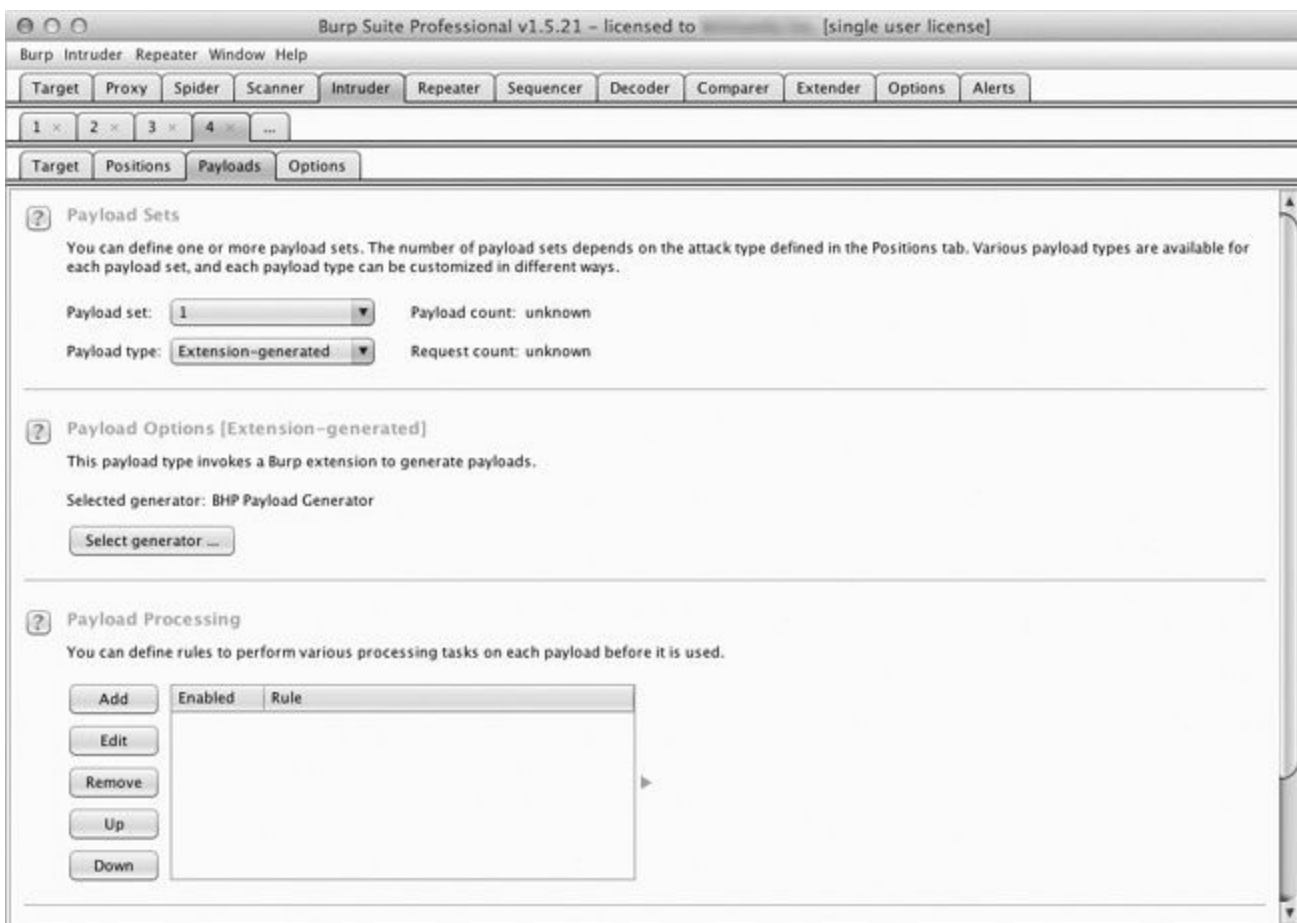 Burp Suite Professional v1.5.21 – licensed to [single user license]
Burp Intruder Repeater Window Help
Target Proxy Spider Scanner Intruder Repeater Sequencer Decoder Comparer Extender Options Alerts
1 × 2 × 3 × 4 × ...
Target Positions Payloads Options
? Payload Sets
You can define one or more payload sets. The number of payload sets depends on the attack type defined in the Positions tab. Various payload types are available for
each payload set, and each payload type can be customized in different ways.
Payload set: 1 Payload count: unknown
Payload type: Extension-generated Request count: unknown
? Payload Options [Extension-generated]
This payload type invokes a Burp extension to generate payloads.
Selected generator: BHP Payload Generator
Select generator ...
? Payload Processing
You can define rules to perform various processing tasks on each payload before it is used.
Add Enabled Rule
Edit
Remove
Up
Down